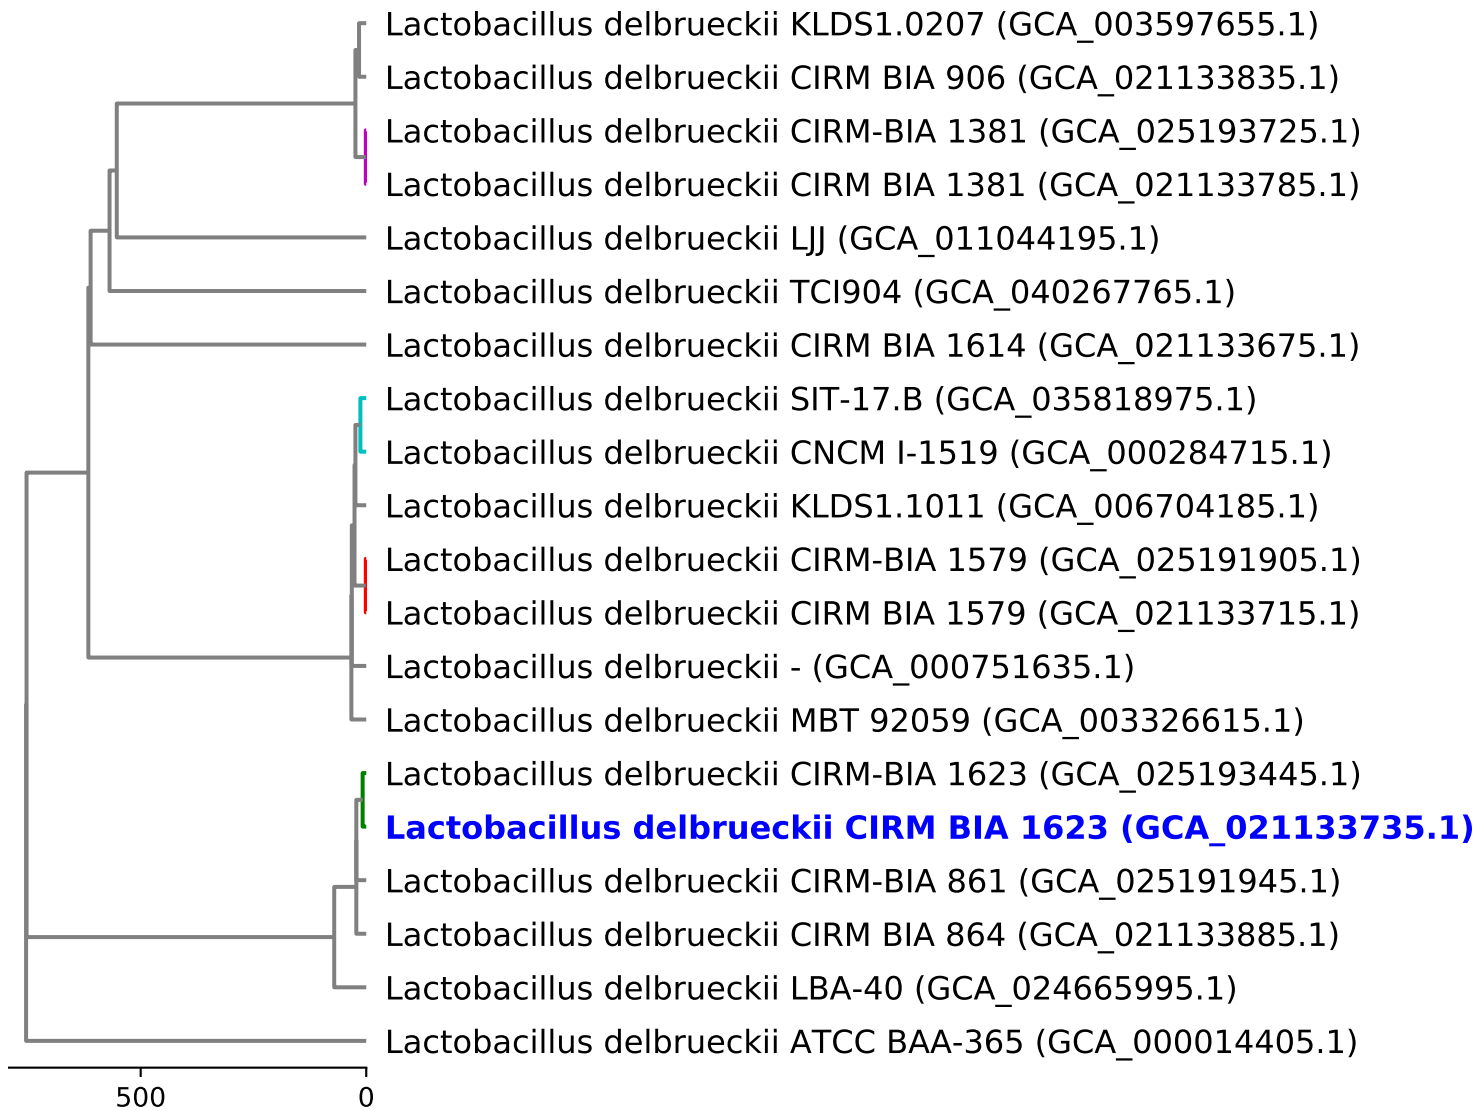 Lactobacillus delbrueckii KLDS1.0207 (GCA_003597655.1)
Lactobacillus delbrueckii CIRM BIA 906 (GCA_021133835.1)
Lactobacillus delbrueckii CIRM-BIA 1381 (GCA_025193725.1)
Lactobacillus delbrueckii CIRM BIA 1381 (GCA_021133785.1)
Lactobacillus delbrueckii LJJ (GCA_011044195.1)
Lactobacillus delbrueckii TCI904 (GCA_040267765.1)
Lactobacillus delbrueckii CIRM BIA 1614 (GCA_021133675.1)
Lactobacillus delbrueckii SIT-17.B (GCA_035818975.1)
Lactobacillus delbrueckii CNCM I-1519 (GCA_000284715.1)
Lactobacillus delbrueckii KLDS1.1011 (GCA_006704185.1)
Lactobacillus delbrueckii CIRM-BIA 1579 (GCA_025191905.1)
Lactobacillus delbrueckii CIRM BIA 1579 (GCA_021133715.1)
Lactobacillus delbrueckii - (GCA_000751635.1)
Lactobacillus delbrueckii MBT 92059 (GCA_003326615.1)
Lactobacillus delbrueckii CIRM-BIA 1623 (GCA_025193445.1)
Lactobacillus delbrueckii CIRM BIA 1623 (GCA_021133735.1)
Lactobacillus delbrueckii CIRM-BIA 861 (GCA_025191945.1)
Lactobacillus delbrueckii CIRM BIA 864 (GCA_021133885.1)
Lactobacillus delbrueckii LBA-40 (GCA_024665995.1)
Lactobacillus delbrueckii ATCC BAA-365 (GCA_000014405.1)
500 0